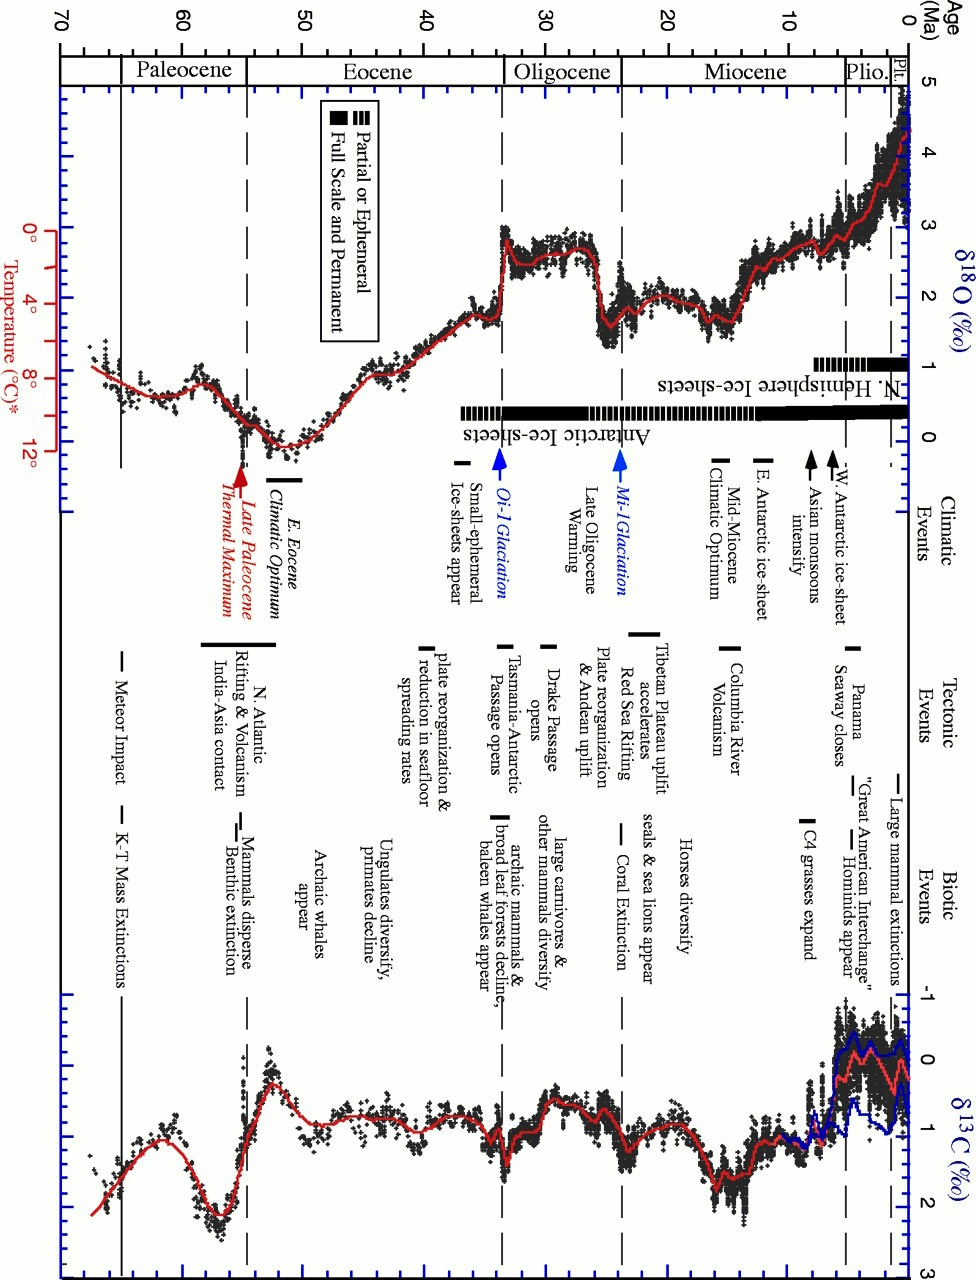 Age
(Ma)
δ18O (‰)
Climatic
Events
Tectonic
Events
Biotic
Events
δ13C (‰)
5
4
3
2
1
0
-1
0
1
2
3
0
10
20
30
40
50
60
70
Plt.
Plio.
Miocene
Oligocene
Eocene
Paleocene
Partial or Ephemeral
Full Scale and Permanent
N. Hemisphere Ice-sheets
Antarctic Ice-sheets
0°
4°
8°
12°
Temperature (°C)*
W. Antarctic ice-sheet
Asian monsoons
intensify
E. Antarctic ice-sheet
Mid-Miocene
Climatic Optimum
Mi-1Glaciation
Late Oligocene
Warming
Oi-1Glaciation
Small-ephemeral
Ice-sheets appear
E. Eocene
Climatic Optimum
Late Paleocene
Thermal Maximum
Panama
Seaway closes
Columbia River
Volcanism
Tibetan Plateau uplfit
accelerates
Red Sea Rifting
Plate reorganization
& Andean uplift
Drake Passage
opens
Tasmania-Antarctic
Passage opens
plate reorganization &
reduction in seafloor
spreading rates
N. Atlantic
Rifting & Volcanism
India-Asia contact
Meteor Impact
Large mammal extinctions
"Great American Interchange"
Hominids appear
C4 grasses expand
Horses diversify
seals & sea lions appear
Coral Extinction
large carnivores &
other mammals diversify
archaic mammals &
broad leaf forests decline,
baleen whales appear
Ungulates diversify,
primates decline
Archaic whales
appear
Mammals disperse
Benthic extinction
K-T Mass Extinctions